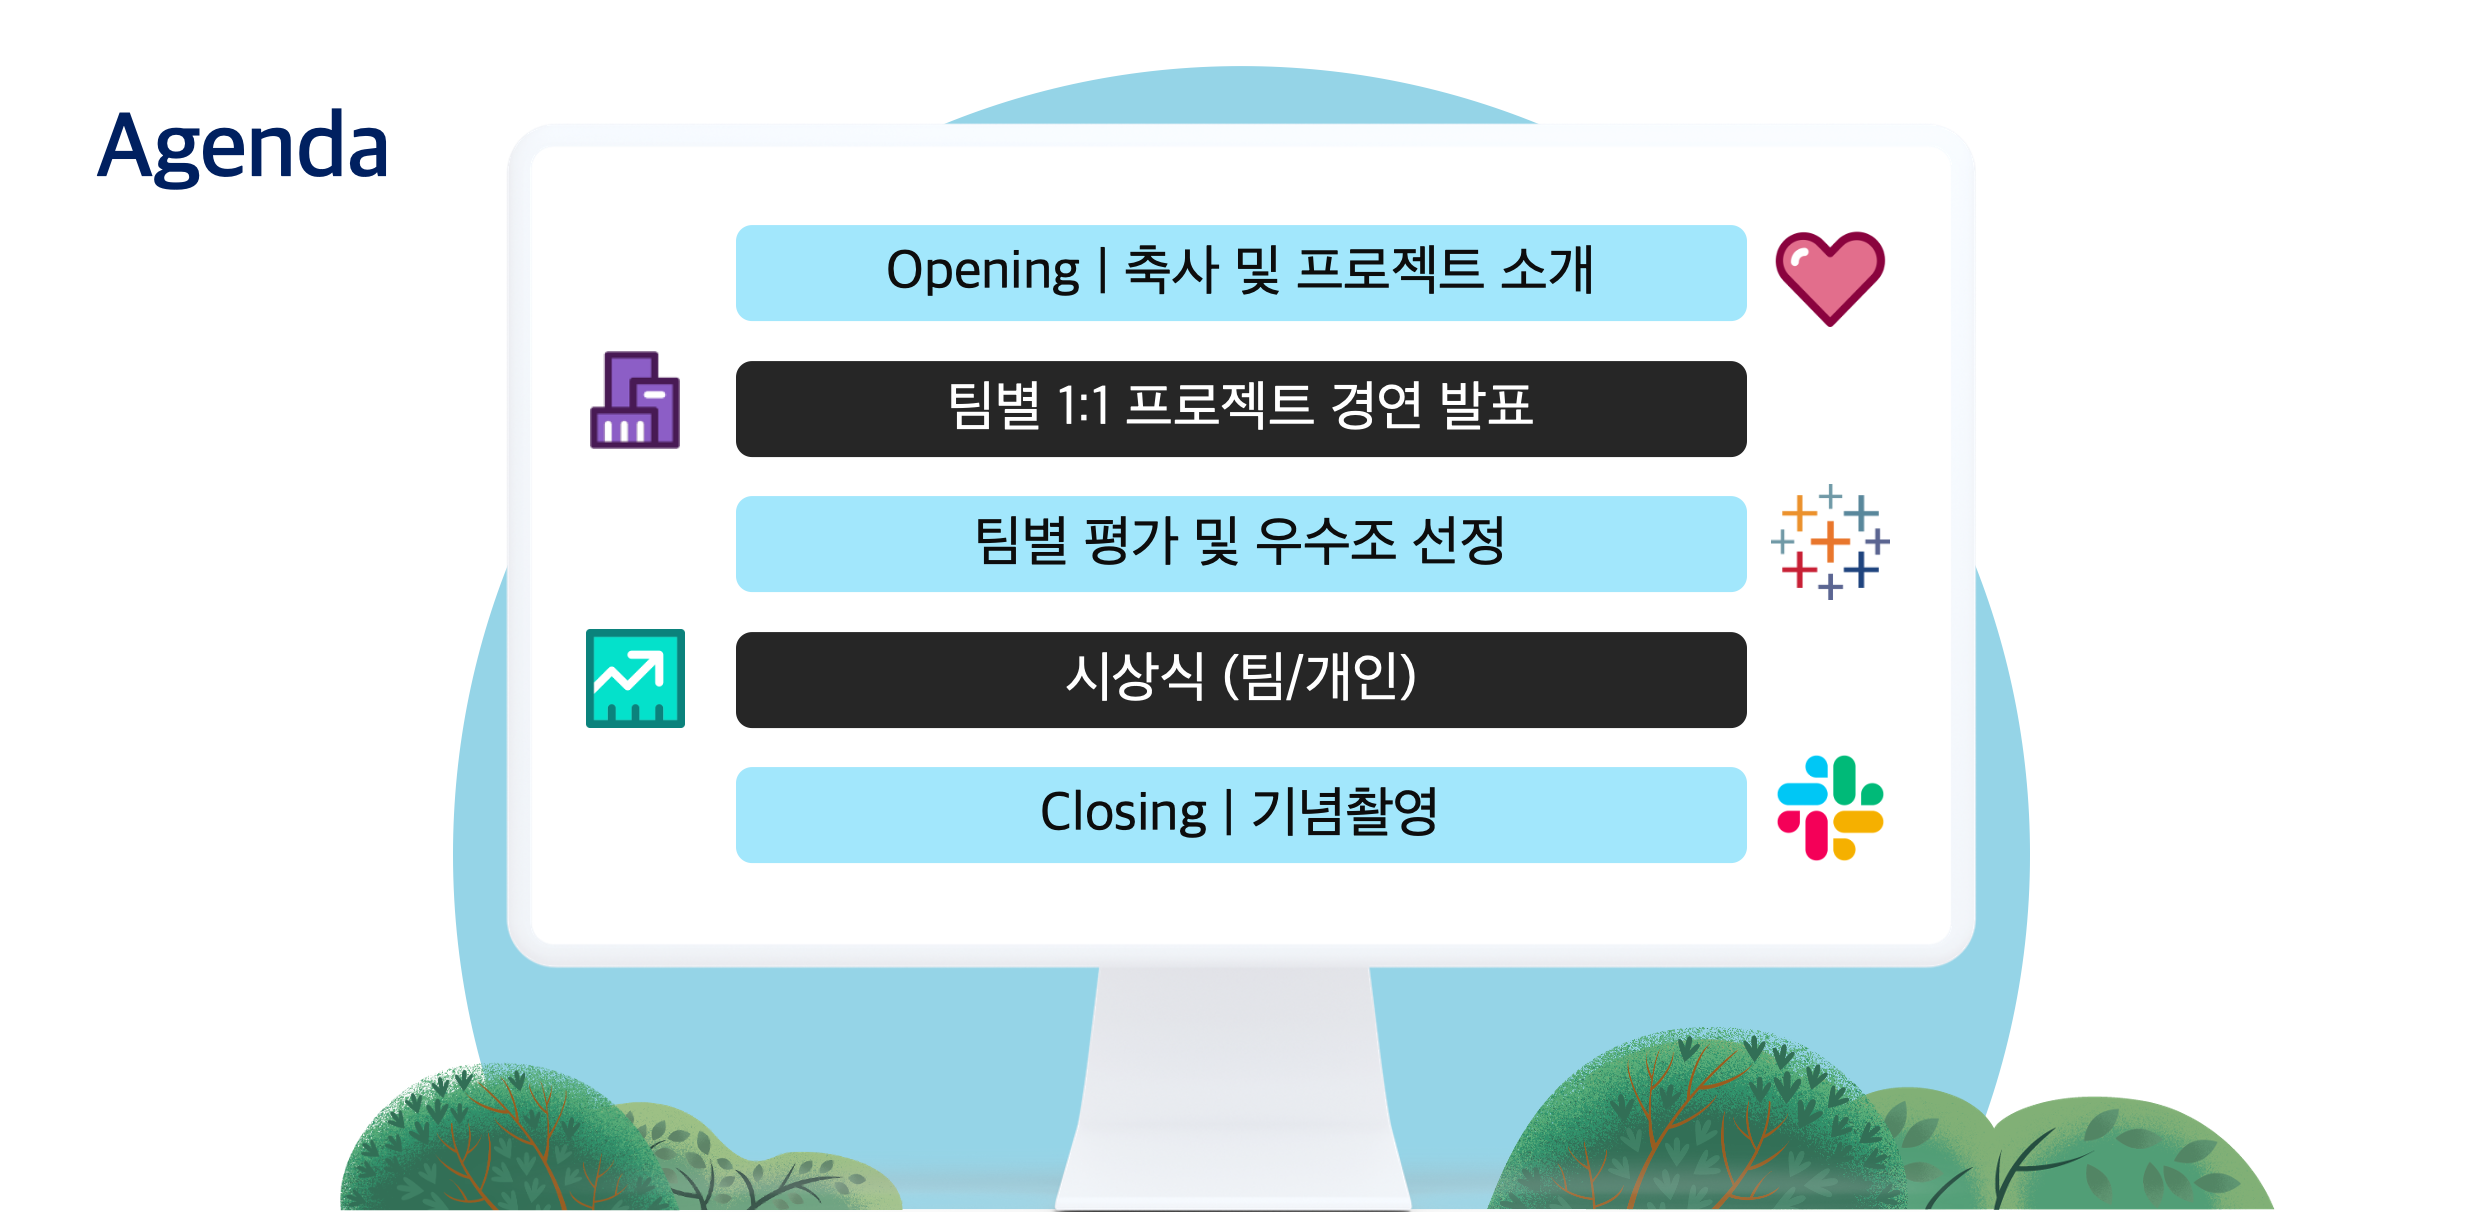 Agenda
Opening | 축사 및 프로젝트 소개
팀별 1:1 프로젝트 경연 발표
팀별 평가 및 우수조 선정
시상식 (팀/개인)
Closing | 기념촬영